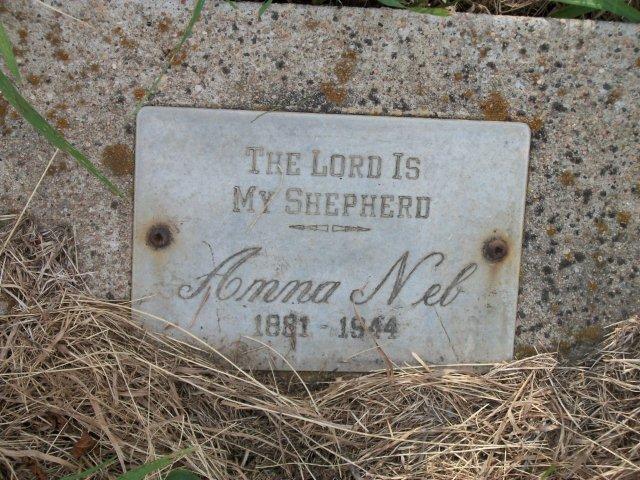 The Lord Is
My Shepherd
Anna Neb
1881 - 1944